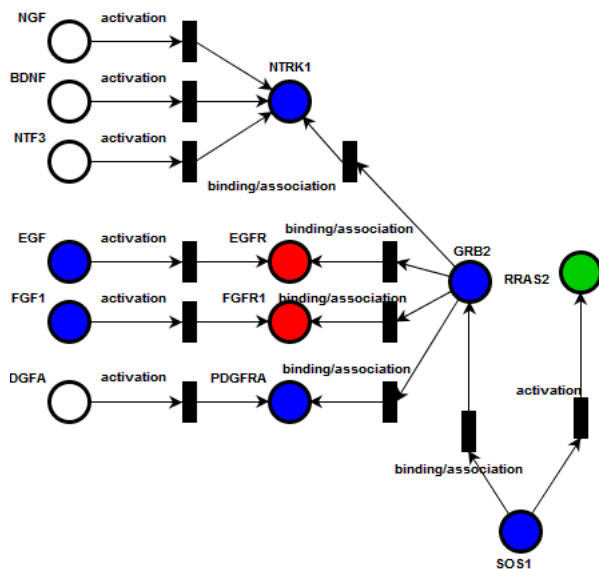 NGF activation
NTRK1
BDNF activation
NTF3 activation
binding/association
EGF activation EGFR binding/association
GRB2
RRAS2
FGF1 activation FGFR1 binding/association
DGFA activation PDGFRA binding/association
activation
binding/association
SOS1